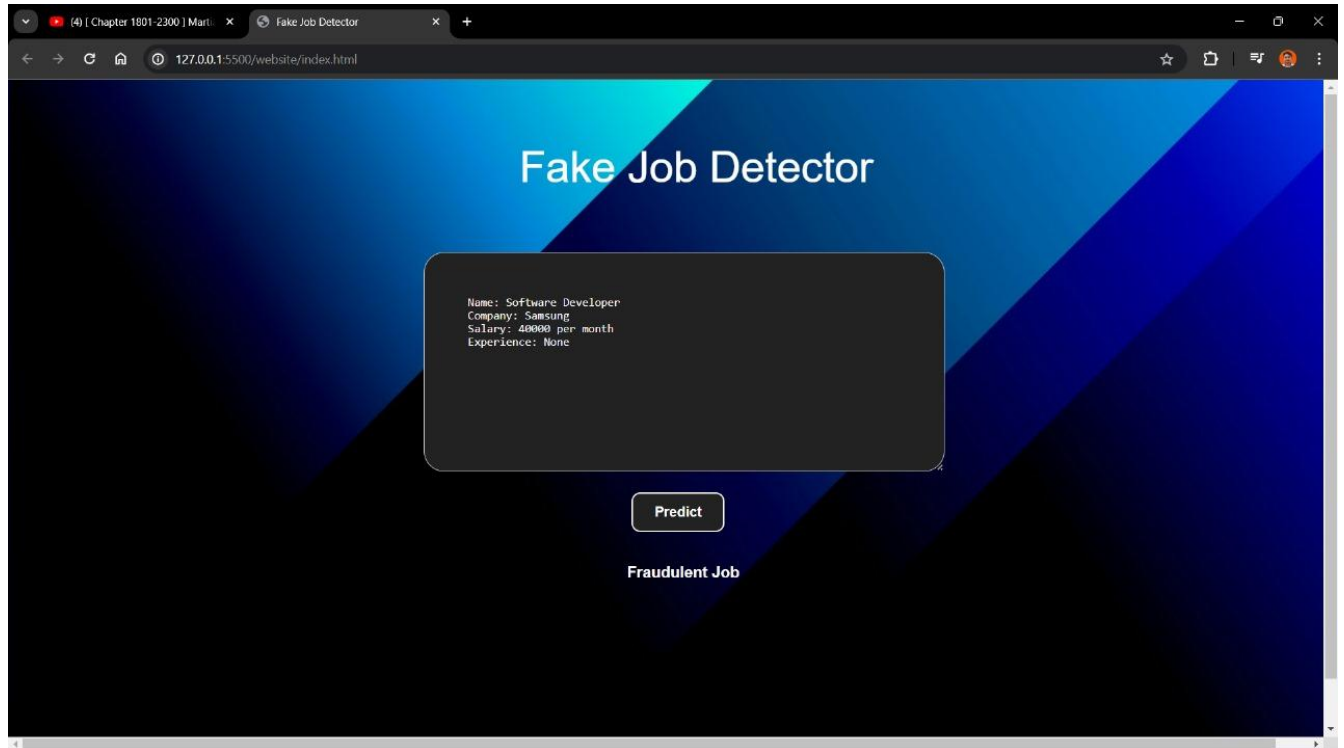 (4) [ Chapter 1801-2300 ] Marti
Fake Job Detector
127.0.0.1:5500/website/index.html
Fake Job Detector
Name: Software Developer
Company: Samsung
Salary: 40000 per month
Experience: None
Predict
Fraudulent Job